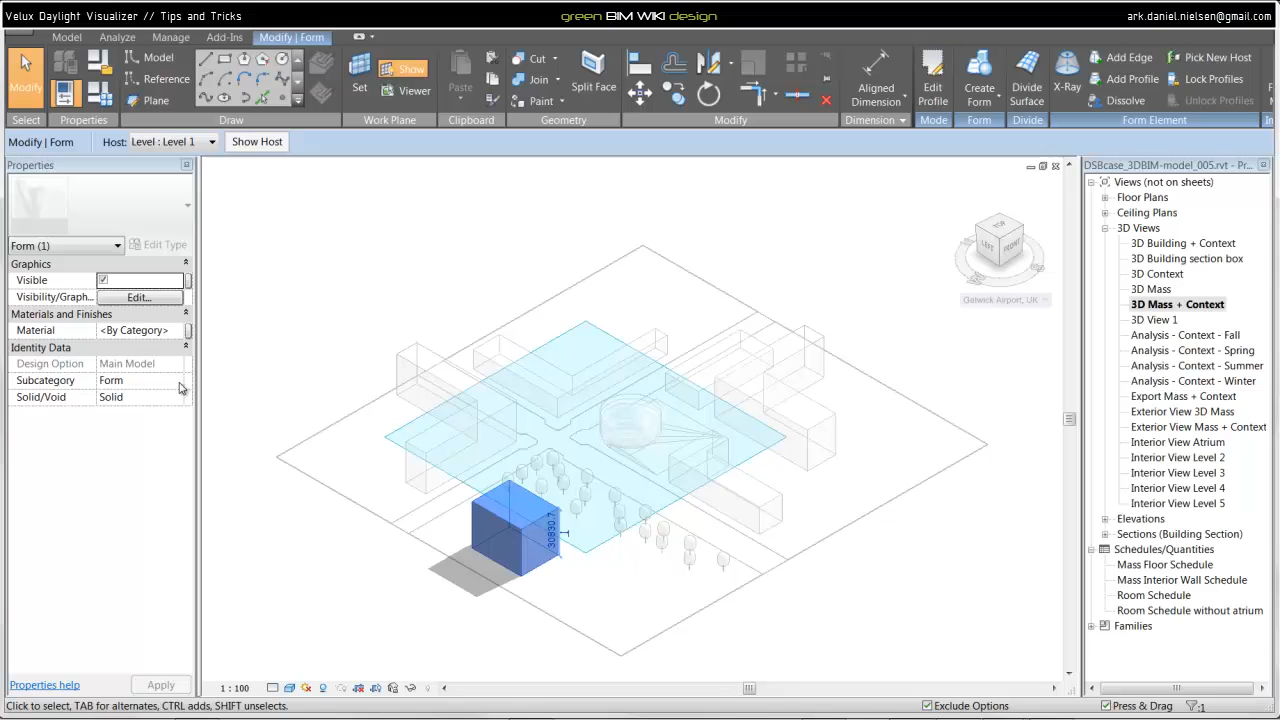 Velux Daylight Visualizer // Tips and Tricks
green BIM WIKI design
ark.daniel.nielsen@gmail.com
Model Analyze Manage Add-Ins Modify | Form
Modify
Model
Reference
Plane
Set
Show
Viewer
Paste
Cut
Join
Paint
Split Face
Aligned
Dimension
Edit
Profile
Create
Form
Divide
Surface
X-Ray
Add Edge
Add Profile
Dissolve
Pick New Host
Lock Profiles
Unlock Profiles
Select Properties Draw Work Plane Clipboard Geometry Modify Dimension Mode Form Divide Form Element
Modify | Form Host: Level : Level 1 Show Host
Properties
Form (1) Edit Type
Graphics
Visible
Visibility/Graph... Edit...
Materials and Finishes
Material <By Category>
Identity Data
Design Option Main Model
Subcategory Form
Solid/Void Solid
Properties help Apply
TOP
LEFT
FRONT
Gatwick Airport, UK
30830.7
1 : 100
DSBcase_3DBIM-model_005.rvt - Pr...
Views (not on sheets)
Floor Plans
Ceiling Plans
3D Views
3D Building + Context
3D Building section box
3D Context
3D Mass
3D Mass + Context
3D View 1
Analysis - Context - Fall
Analysis - Context - Spring
Analysis - Context - Summer
Analysis - Context - Winter
Export Mass + Context
Exterior View 3D Mass
Exterior View Mass + Context
Interior View Atrium
Interior View Level 2
Interior View Level 3
Interior View Level 4
Interior View Level 5
Elevations
Sections (Building Section)
Schedules/Quantities
Mass Floor Schedule
Mass Interior Wall Schedule
Room Schedule
Room Schedule without atrium
Families
Click to select, TAB for alternates, CTRL adds, SHIFT unselects. Exclude Options Press & Drag :1